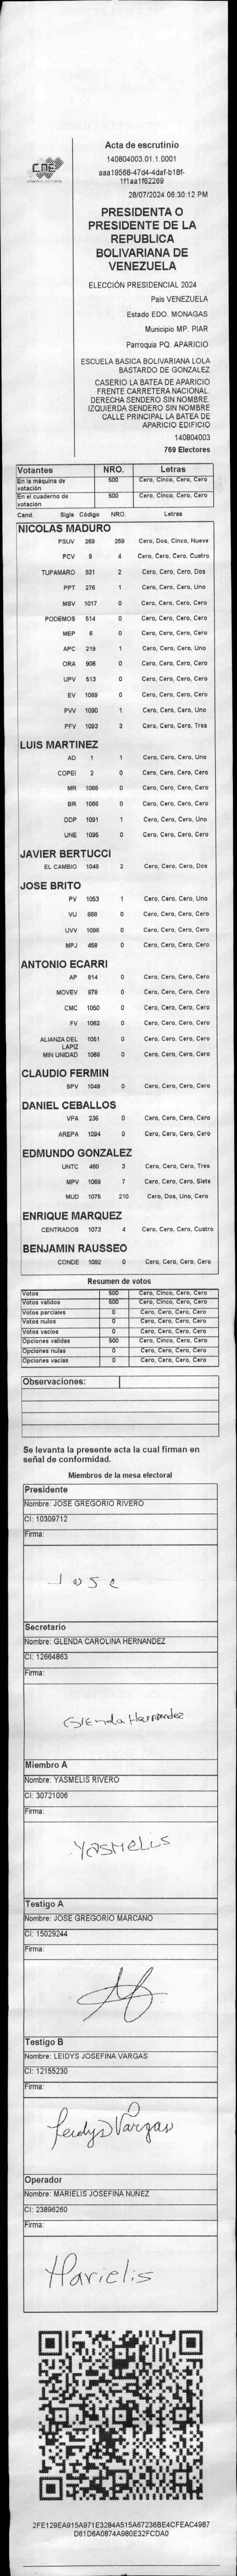 CNE
Acta de escrutinio
140804003.01.1.0001
aaa19568-47d4-4daf-b18f-
1f1aa1f62269
28/07/2024 06:30:12 PM
PRESIDENTA O
PRESIDENTE DE LA
REPUBLICA
BOLIVARIANA DE
VENEZUELA
ELECCIÓN PRESIDENCIAL 2024
Pais VENEZUELA
Estado EDO. MONAGAS
Municipio MP. PIAR
Parroquia PQ. APARICIO
ESCUELA BASICA BOLIVARIANA LOLA
BASTARDO DE GONZALEZ
CASERIO LA BATEA DE APARICIO
FRENTE CARRETERA NACIONAL.
DERECHA SENDERO SIN NOMBRE.
IZQUIERDA SENDERO SIN NOMBRE
CALLE PRINCIPAL LA BATEA DE
APARICIO EDIFICIO
140804003
769 Electores
Votantes NRO. Letras
En la máquina de votación 500 Cero, Cinco, Cero, Cero
En el cuaderno de votación 500 Cero, Cinco, Cero, Cero
Cand. Sigla Código NRO. Letras
NICOLAS MADURO
PSUV 269 259 Cero, Dos, Cinco, Nueve
PCV 9 4 Cero, Cero, Cero, Cuatro
TUPAMARO 931 2 Cero, Cero, Cero, Dos
PPT 276 1 Cero, Cero, Cero, Uno
MSV 1017 0 Cero, Cero, Cero, Cero
PODEMOS 514 0 Cero, Cero, Cero, Cero
MEP 6 0 Cero, Cero, Cero, Cero
APC 219 1 Cero, Cero, Cero, Uno
ORA 906 0 Cero, Cero, Cero, Cero
UPV 513 0 Cero, Cero, Cero, Cero
EV 1089 0 Cero, Cero, Cero, Cero
PVV 1090 1 Cero, Cero, Cero, Uno
PFV 1093 3 Cero, Cero, Cero, Tres
LUIS MARTINEZ
AD 1 1 Cero, Cero, Cero, Uno
COPEI 2 0 Cero, Cero, Cero, Cero
MR 1065 0 Cero, Cero, Cero, Cero
BR 1066 0 Cero, Cero, Cero, Cero
DDP 1091 1 Cero, Cero, Cero, Uno
UNE 1095 0 Cero, Cero, Cero, Cero
JAVIER BERTUCCI
EL CAMBIO 1048 2 Cero, Cero, Cero, Dos
JOSE BRITO
PV 1053 1 Cero, Cero, Cero, Uno
VU 868 0 Cero, Cero, Cero, Cero
UVV 1096 0 Cero, Cero, Cero, Cero
MPJ 458 0 Cero, Cero, Cero, Cero
ANTONIO ECARRI
AP 814 0 Cero, Cero, Cero, Cero
MOVEV 878 0 Cero, Cero, Cero, Cero
CMC 1050 0 Cero, Cero, Cero, Cero
FV 1062 0 Cero, Cero, Cero, Cero
ALIANZA DEL LAPIZ 1051 0 Cero, Cero, Cero, Cero
MIN UNIDAD 1068 0 Cero, Cero, Cero, Cero
CLAUDIO FERMIN
SPV 1049 0 Cero, Cero, Cero, Cero
DANIEL CEBALLOS
VPA 236 0 Cero, Cero, Cero, Cero
AREPA 1094 0 Cero, Cero, Cero, Cero
EDMUNDO GONZALEZ
UNTC 460 3 Cero, Cero, Cero, Tres
MPV 1069 7 Cero, Cero, Cero, Siete
MUD 1075 210 Cero, Dos, Uno, Cero
ENRIQUE MARQUEZ
CENTRADOS 1073 4 Cero, Cero, Cero, Cuatro
BENJAMIN RAUSSEO
CONDE 1092 0 Cero, Cero, Cero, Cero
Resumen de votos
Votos 500 Cero, Cinco, Cero, Cero
Votos validos 500 Cero, Cinco, Cero, Cero
Votos parciales 0 Cero, Cero, Cero, Cero
Votos nulos 0 Cero, Cero, Cero, Cero
Votos vacios 0 Cero, Cero, Cero, Cero
Opciones validas 500 Cero, Cinco, Cero, Cero
Opciones nulas 0 Cero, Cero, Cero, Cero
Opciones vacias 0 Cero, Cero, Cero, Cero
Observaciones:
Se levanta la presente acta la cual firman en
señal de conformidad.
Miembros de la mesa electoral
Presidente
Nombre: JOSE GREGORIO RIVERO
CI: 10309712
Firma:
Jose
Secretario
Nombre: GLENDA CAROLINA HERNANDEZ
CI: 12664863
Firma:
Glenda Hernandez
Miembro A
Nombre: YASMELIS RIVERO
CI: 30721006
Firma:
Yasmelis
Testigo A
Nombre: JOSE GREGORIO MARCANO
CI: 15029244
Firma:
Testigo B
Nombre: LEIDYS JOSEFINA VARGAS
CI: 12155230
Firma:
Leidys Vargas
Operador
Nombre: MARIELIS JOSEFINA NUÑEZ
CI: 23896260
Firma:
Marielis
2FE129EA915A971E3284A515A67236BE4CFEAC4987
D61D6A0874A980E32FCDA0